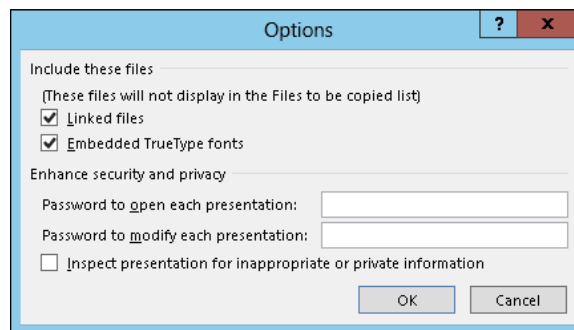 Options
?
x
Include these files
(These files will not display in the Files to be copied list)
Linked files
Embedded TrueType fonts
Enhance security and privacy
Password to open each presentation:
Password to modify each presentation:
Inspect presentation for inappropriate or private information
OK
Cancel